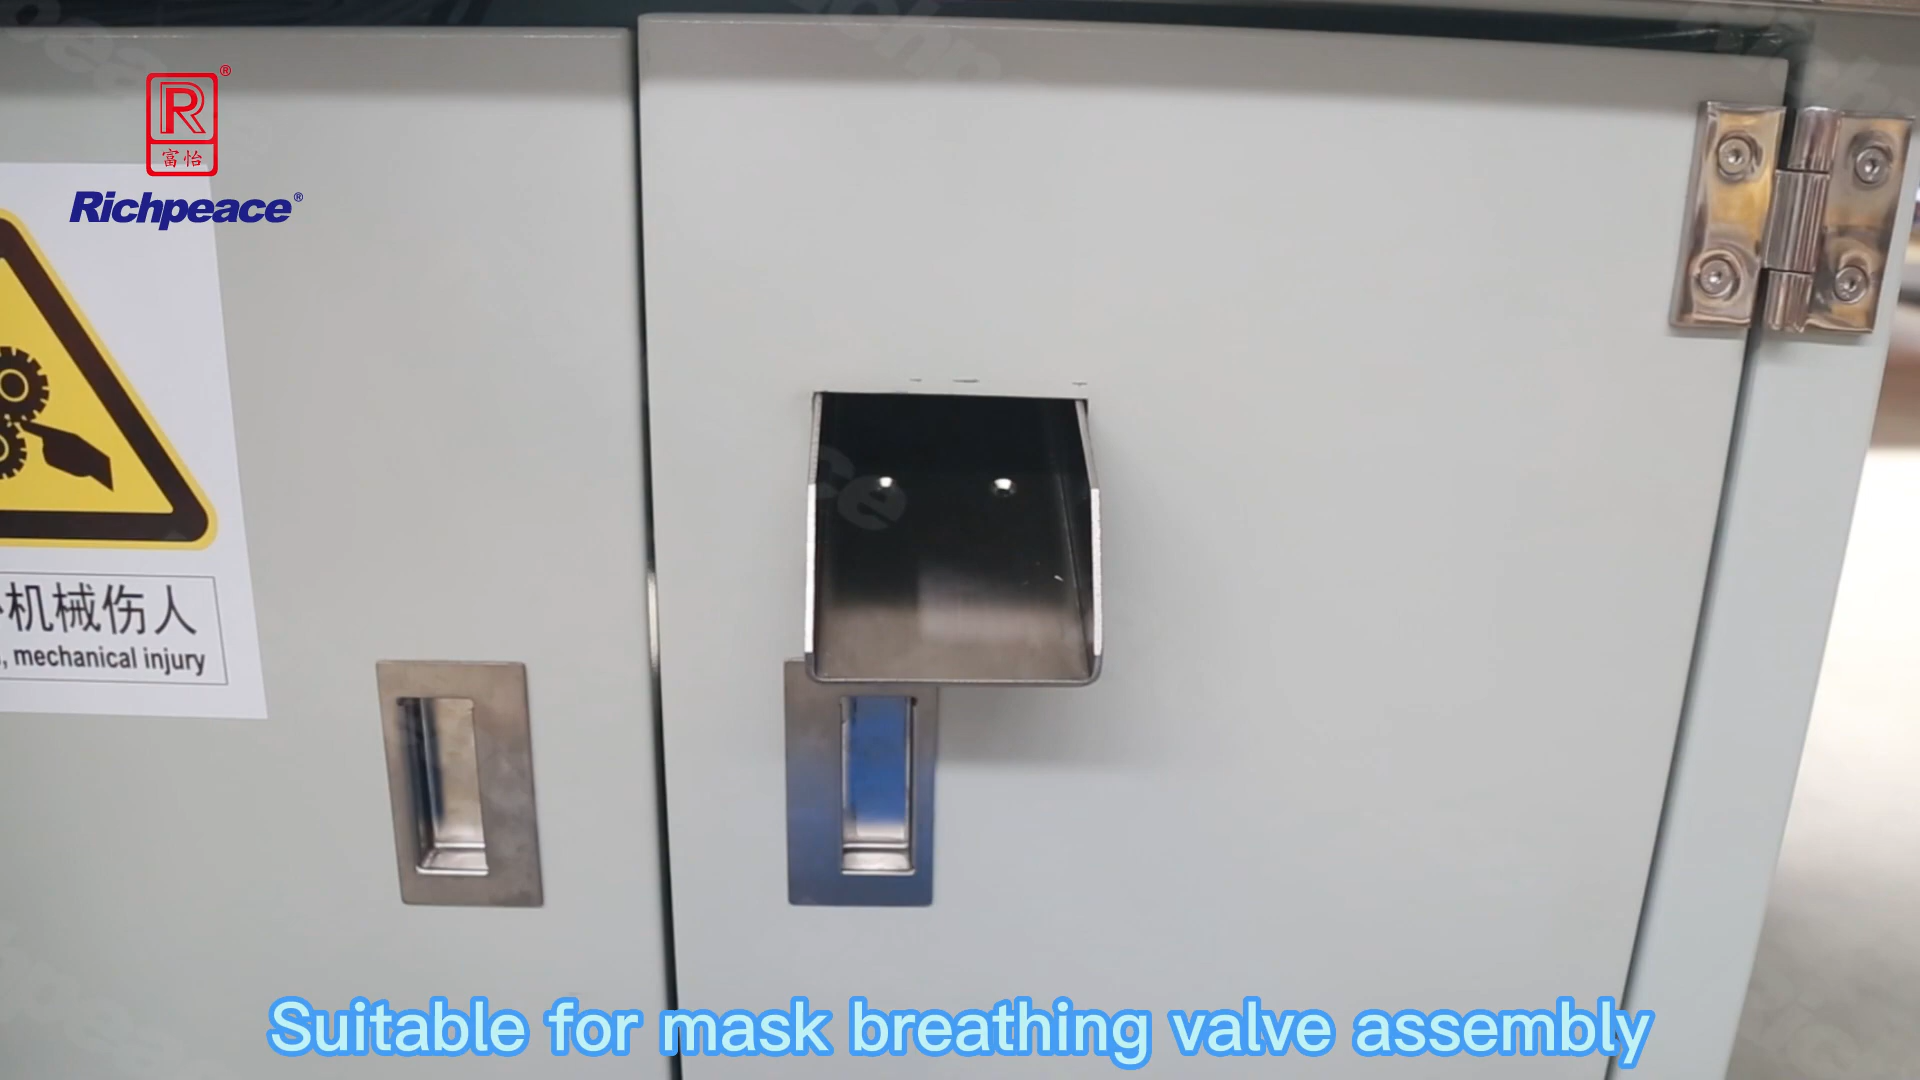 R®
富怡
Richpeace®
机械伤人
, mechanical injury
Suitable for mask breathing valve assembly